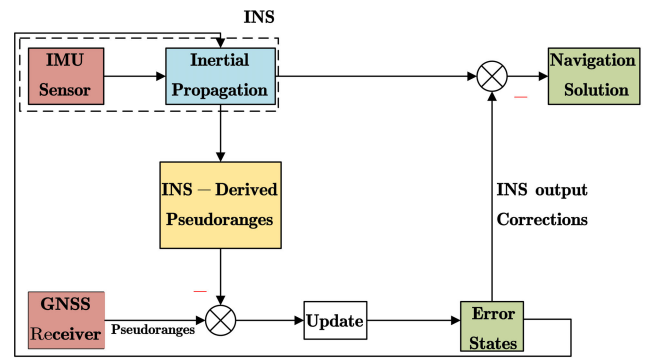 INS
IMU
Sensor
Inertial
Propagation
Navigation
Solution
−
INS − Derived
Pseudoranges
INS output
Corrections
−
GNSS
Receiver
Pseudoranges
Update
Error
States